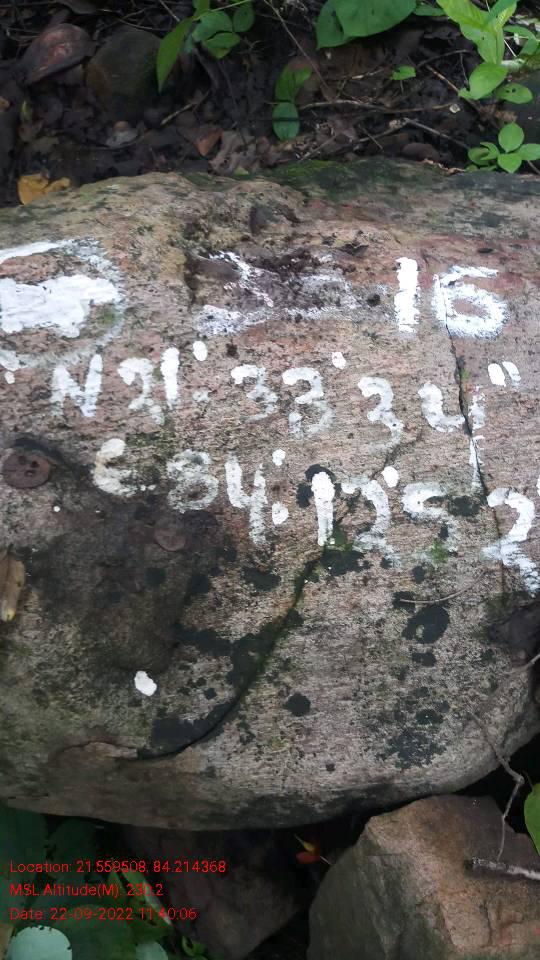 16
N 21° 33' 34"
E 84° 12' 52
Location: 21.559508, 84.214368
MSL Altitude(M): 230.2
Date: 22-09-2022 11:40:06